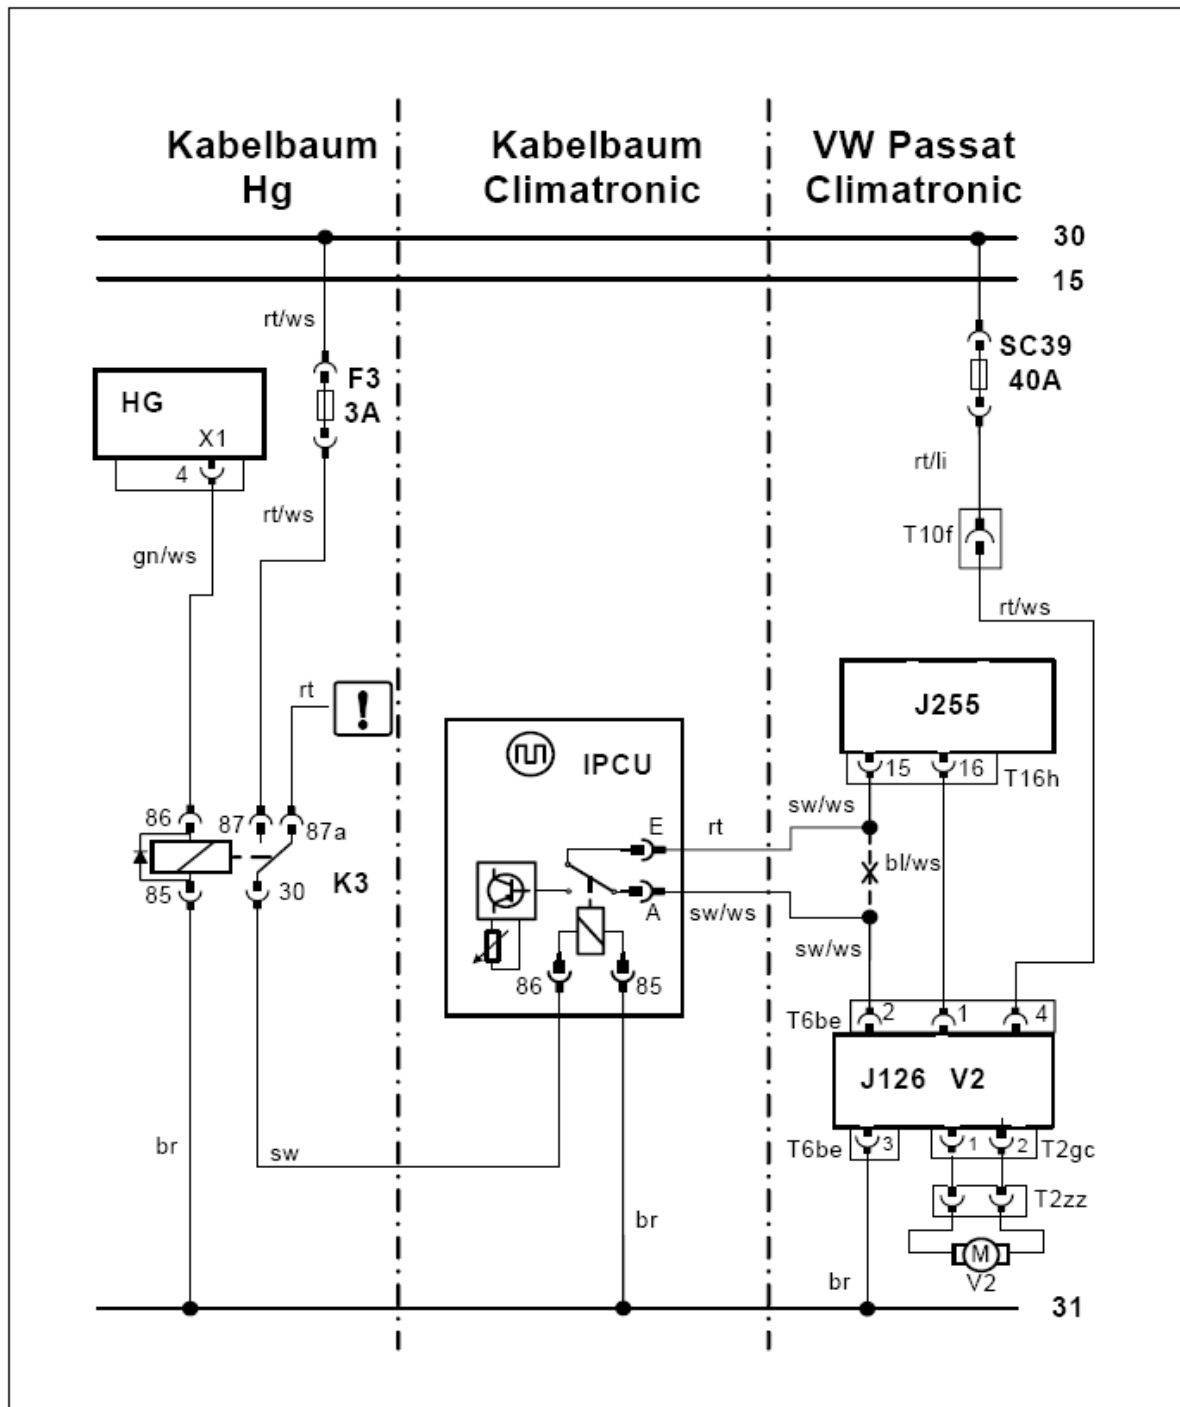 Kabelbaum
Hg
Kabelbaum
Climatronic
VW Passat
Climatronic
30
15
rt/ws
SC39
40A
F3
3A
HG
X1
4
rt/li
rt/ws
T10f
gn/ws
rt/ws
rt
!
J255
IPCU
15
16
T16h
sw/ws
86
87
87a
E
rt
bl/ws
K3
85
30
A
sw/ws
sw/ws
86
85
T6be
2
1
4
J126 V2
br
sw
T6be
3
1
2
T2gc
T2zz
br
M
V2
br
31